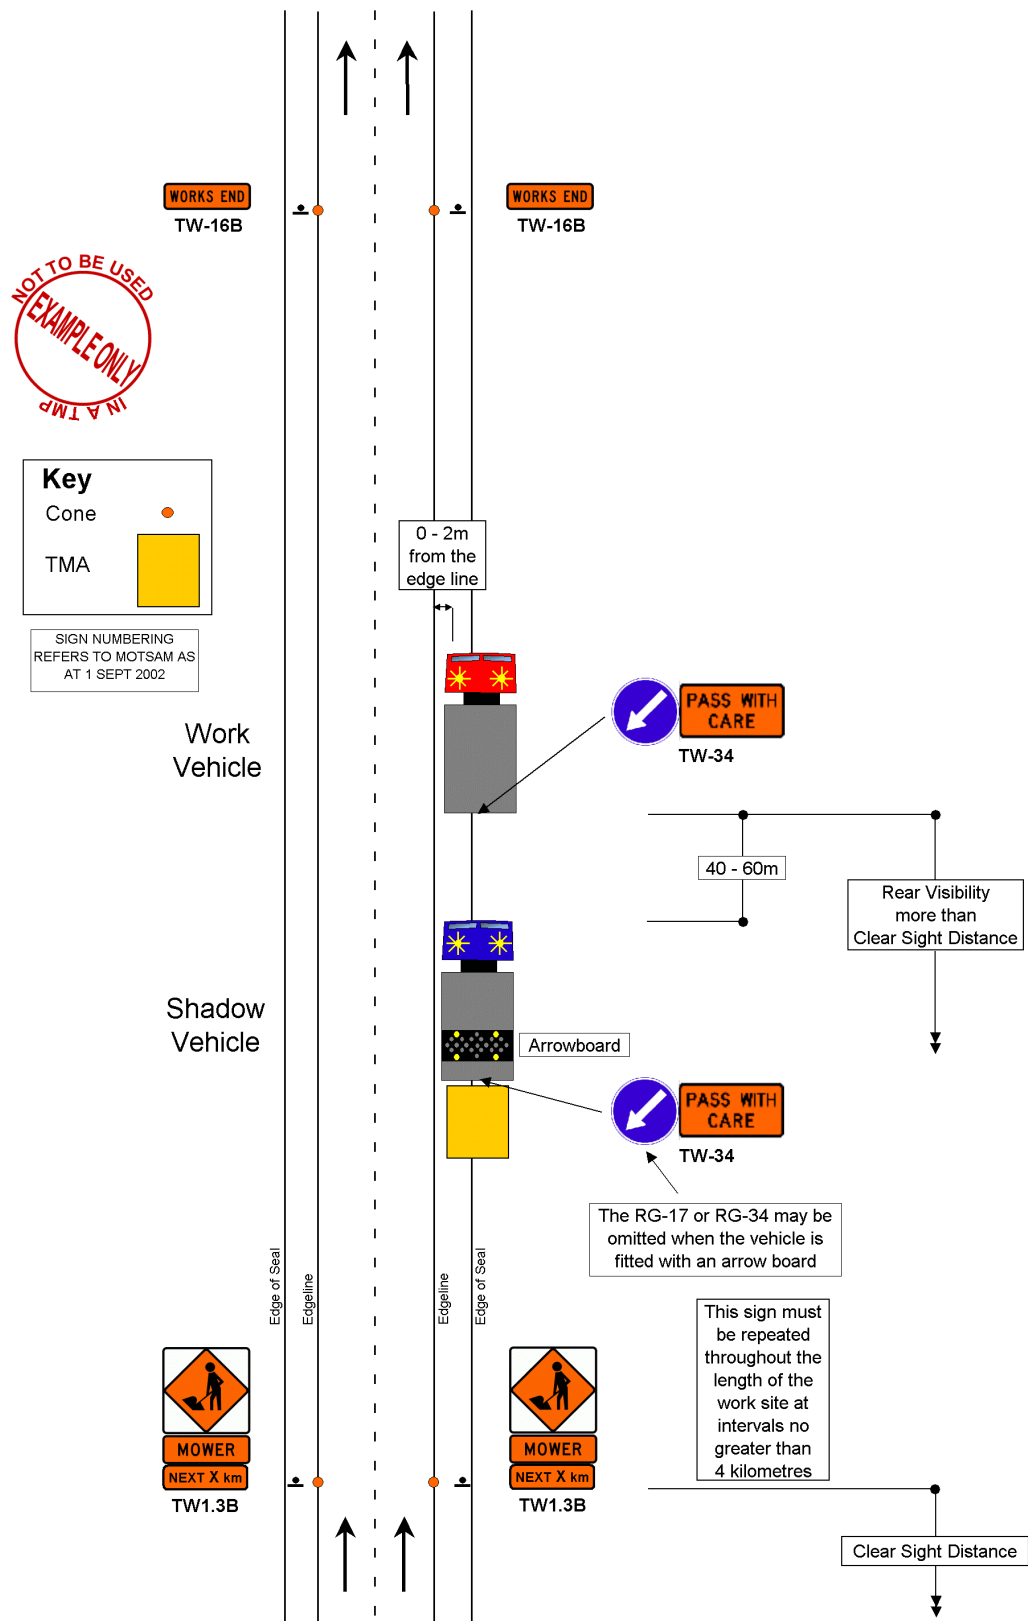 WORKS END
TW-16B
WORKS END
TW-16B
NOT TO BE USED
EXAMPLE ONLY
IN A TMP
Key
Cone
TMA
SIGN NUMBERING
REFERS TO MOTSAM AS
AT 1 SEPT 2002
0 - 2m
from the
edge line
Work
Vehicle
PASS WITH
CARE
TW-34
40 - 60m
Rear Visibility
more than
Clear Sight Distance
Shadow
Vehicle
Arrowboard
PASS WITH
CARE
TW-34
The RG-17 or RG-34 may be
omitted when the vehicle is
fitted with an arrow board
Edge of Seal
Edgeline
Edgeline
Edge of Seal
This sign must
be repeated
throughout the
length of the
work site at
intervals no
greater than
4 kilometres
MOWER
NEXT X km
TW1.3B
MOWER
NEXT X km
TW1.3B
Clear Sight Distance